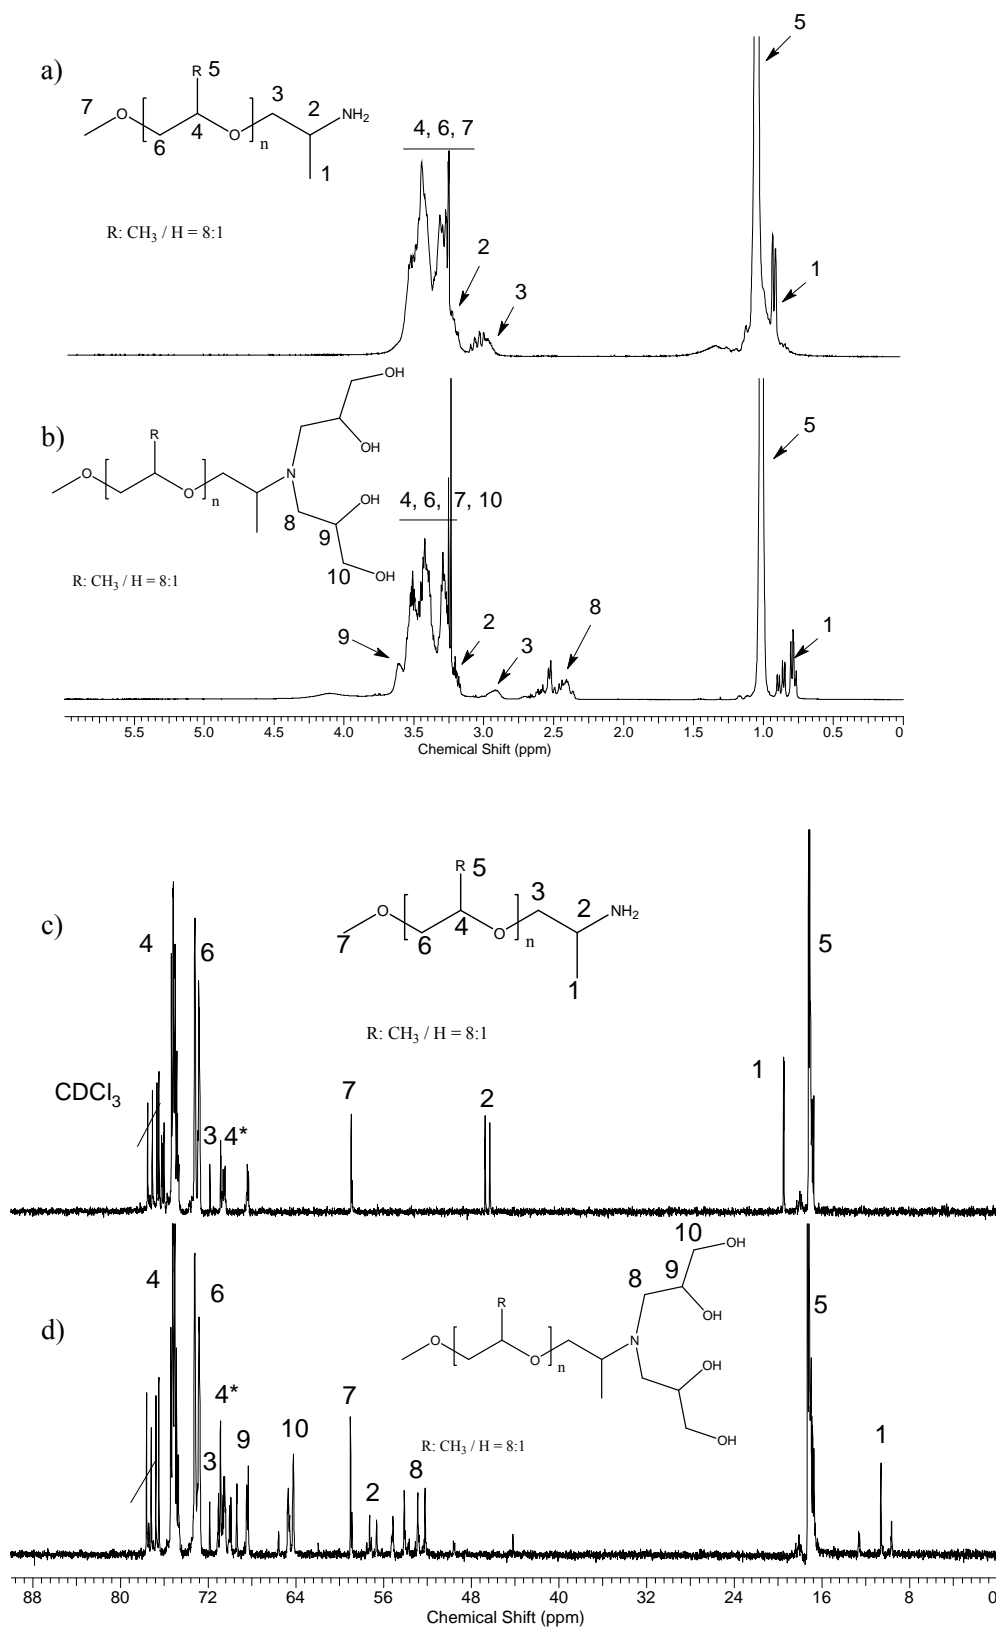 a)
R 5
7 O 3 2 NH2
6 4 O n
1
R: CH3 / H = 8:1
4, 6, 7
2
3
5
1
b)
OH
R
OH
O O n N
OH
8
9
10 OH
R: CH3 / H = 8:1
4, 6, 7, 10
9
2
3
8
5
1
5.5 5.0 4.5 4.0 3.5 3.0 2.5 2.0 1.5 1.0 0.5 0
Chemical Shift (ppm)
c)
R 5
O 3 2 NH2
7 6 4 O n
1
R: CH3 / H = 8:1
CDCl3
4
6
3 4*
7
2
1
5
d)
10 OH
8 9
R
OH
O O n N
OH
OH
R: CH3 / H = 8:1
4
6
4*
3
9
10
7
2
8
5
1
88 80 72 64 56 48 40 32 24 16 8 0
Chemical Shift (ppm)